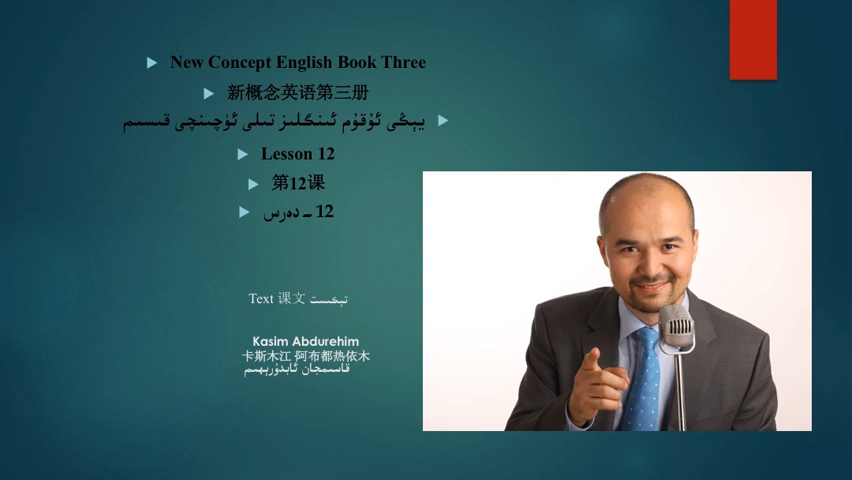 New Concept English Book Three
新概念英语第三册
يېڭى ئۇقۇم ئىنگلىز تىلى ئۈچىنچى قىسىم
Lesson 12
第12课
12 ـ دەرس
Text 课文 تېكىست
Kasim Abdurehim
卡斯木江 阿布都热依木
قاسىمجان ئابدۇرېھىم